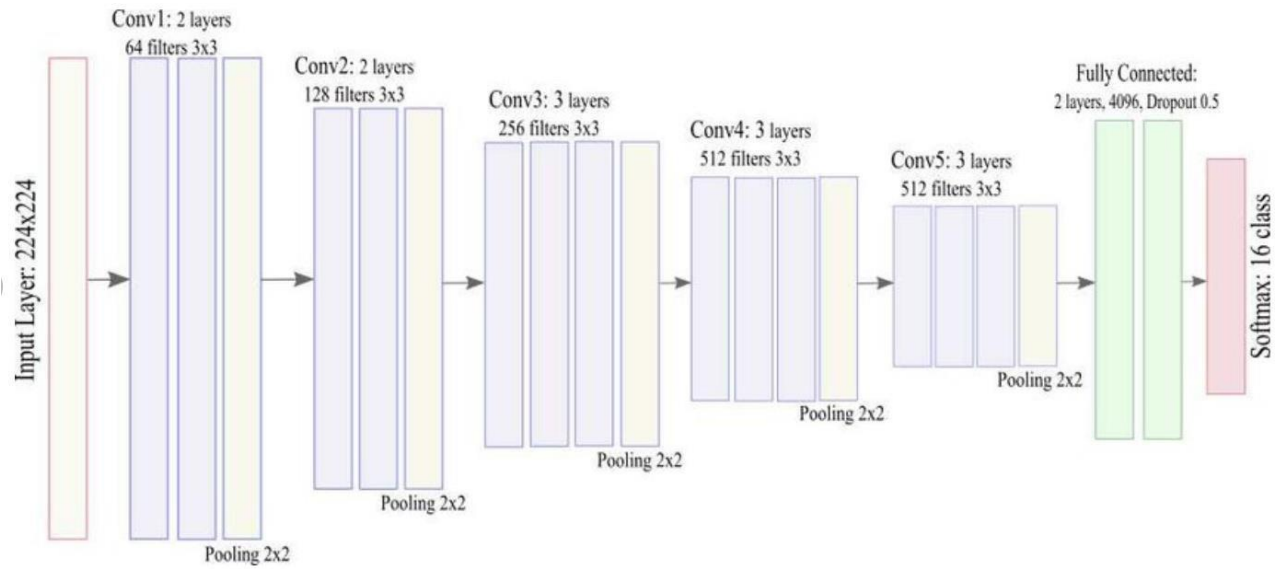 Input Layer: 224x224
Conv1: 2 layers
64 filters 3x3
Pooling 2x2
Conv2: 2 layers
128 filters 3x3
Pooling 2x2
Conv3: 3 layers
256 filters 3x3
Pooling 2x2
Conv4: 3 layers
512 filters 3x3
Pooling 2x2
Conv5: 3 layers
512 filters 3x3
Pooling 2x2
Fully Connected:
2 layers, 4096, Dropout 0.5
Softmax: 16 class